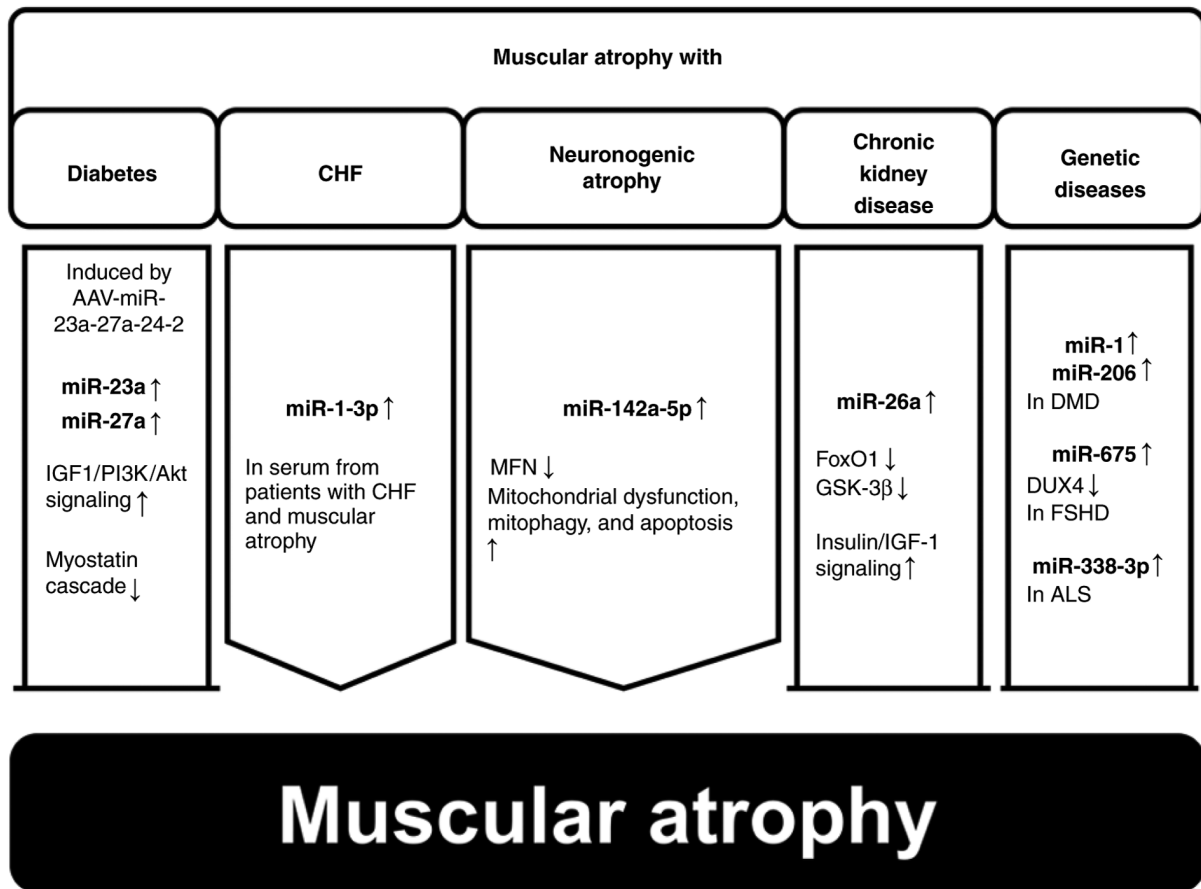 Muscular atrophy with
Diabetes
CHF
Neuronogenic
atrophy
Chronic
kidney
disease
Genetic
diseases
Induced by
AAV-miR-
23a-27a-24-2
miR-23a↑
miR-27a↑
IGF1/PI3K/Akt
signaling↑
Myostatin
cascade↓
miR-1-3p↑
In serum from
patients with CHF
and muscular
atrophy
miR-142a-5p↑
MFN↓
Mitochondrial dysfunction,
mitophagy, and apoptosis
↑
miR-26a↑
FoxO1↓
GSK-3β↓
Insulin/IGF-1
signaling↑
miR-1↑
miR-206↑
In DMD
miR-675↑
DUX4↓
In FSHD
miR-338-3p↑
In ALS
Muscular atrophy